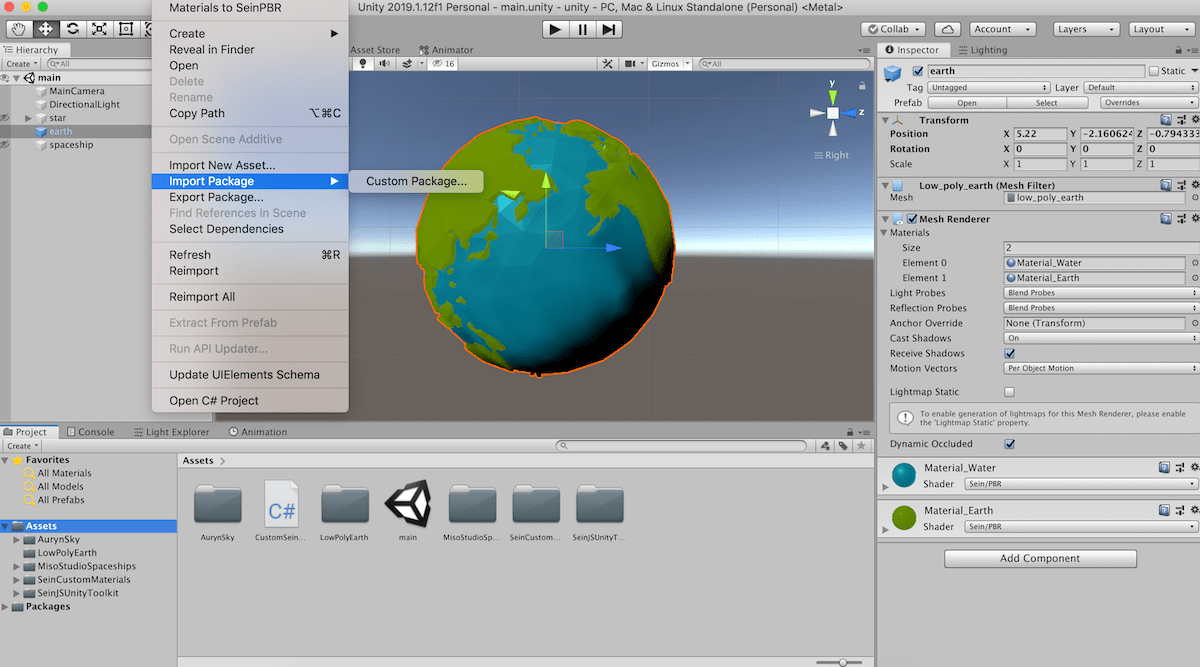 Unity 2019.1.12f1 Personal - main.unity - unity - PC, Mac & Linux Standalone (Personal) <Metal>
Collab
Account
Layers
Layout
Hierarchy
Create
All
main
MainCamera
DirectionalLight
star
earth
spaceship
Materials to SeinPBR
Create
Reveal in Finder
Open
Delete
Rename
Copy Path ⌥⌘C
Open Scene Additive
Import New Asset...
Import Package
Export Package...
Find References In Scene
Select Dependencies
Refresh ⌘R
Reimport
Reimport All
Extract From Prefab
Run API Updater...
Update UIElements Schema
Open C# Project
Custom Package...
Asset Store
Animator
16
Gizmos
All
y
z
Right
Inspector
Lighting
earth
Static
Tag Untagged Layer Default
Prefab Open Select Overrides
Transform
Position X 5.22 Y -2.160624 Z -0.794333
Rotation X 0 Y 0 Z 0
Scale X 1 Y 1 Z 1
Low_poly_earth (Mesh Filter)
Mesh low_poly_earth
Mesh Renderer
Materials
Size 2
Element 0 Material_Water
Element 1 Material_Earth
Light Probes Blend Probes
Reflection Probes Blend Probes
Anchor Override None (Transform)
Cast Shadows On
Receive Shadows
Motion Vectors Per Object Motion
Lightmap Static
To enable generation of lightmaps for this Mesh Renderer, please enable
the 'Lightmap Static' property.
Dynamic Occluded
Material_Water
Shader Sein/PBR
Material_Earth
Shader Sein/PBR
Add Component
Project
Console
Light Explorer
Animation
Create
Favorites
All Materials
All Models
All Prefabs
Assets
AurynSky
LowPolyEarth
MisoStudioSpaceships
SeinCustomMaterials
SeinJSUnityToolkit
Packages
Assets
C#
AurynSky
CustomSein...
LowPolyEarth
main
MisoStudioSp...
SeinCustom...
SeinJSUnityT...